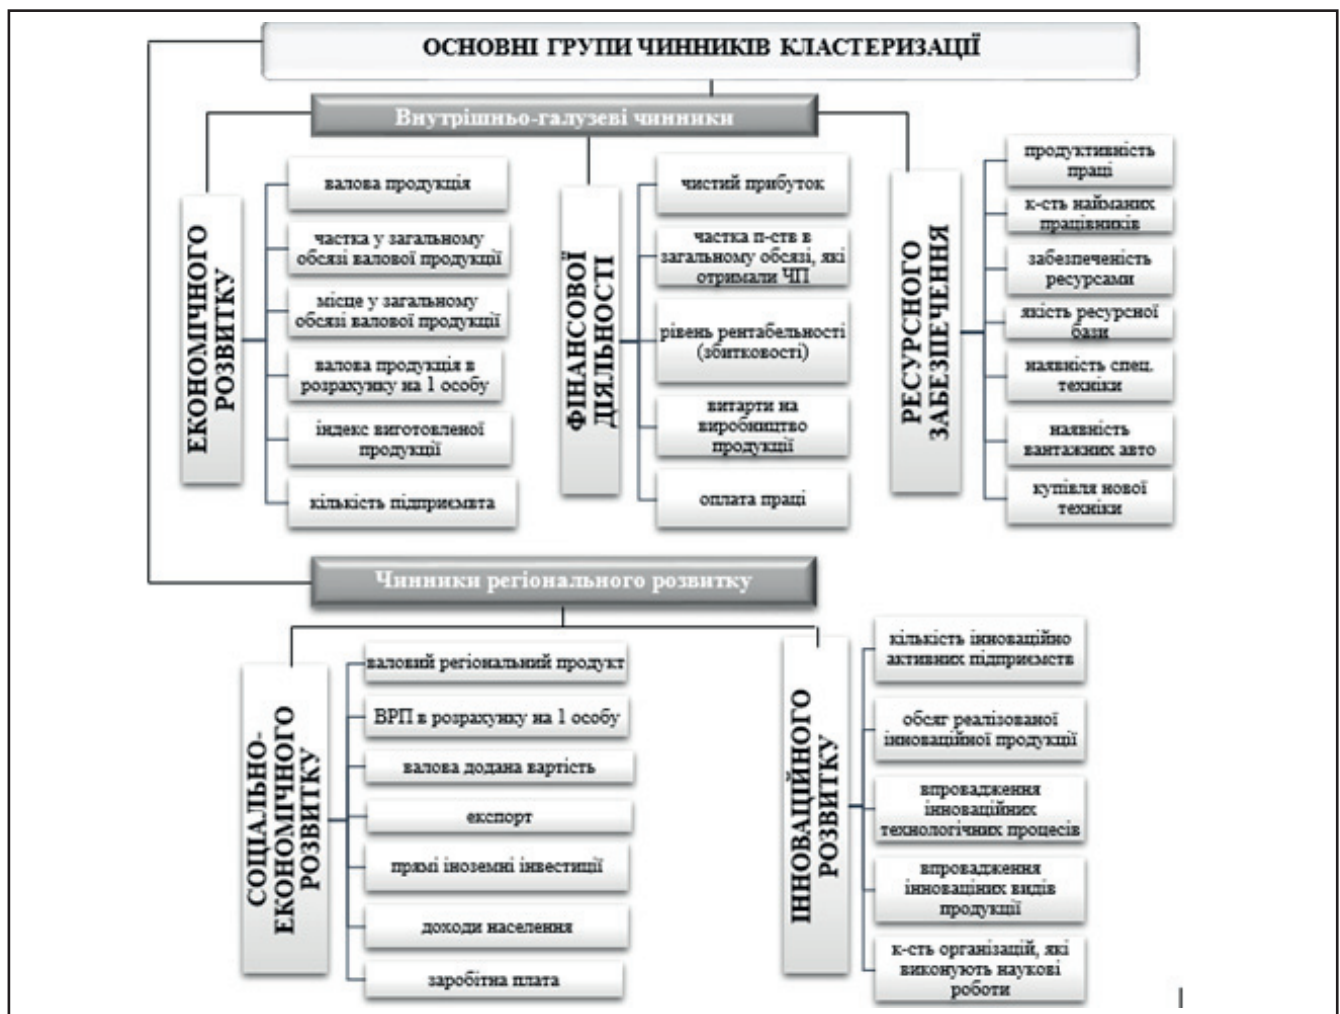 ОСНОВНІ ГРУПИ ЧИННИКІВ КЛАСТЕРИЗАЦІЇ
Внутрішньо-галузеві чинники
ЕКОНОМІЧНОГО
РОЗВИТКУ
валова продукція
частка у загальному
обсязі валової продукції
місце у загальному
обсязі валової продукції
валова продукція в
розрахунку на 1 особу
індекс виготовленої
продукції
кількість підприємвта
ФІНАНСОВОЇ
ДІЯЛЬНОСТІ
чистий прибуток
частка п-ств в
загальному обсязі, які
отримали ЧП
рівень рентабельності
(збитковості)
витарти на
виробництво
продукції
оплата праці
РЕСУРСНОГО
ЗАБЕЗПЕЧЕННЯ
продуктивність
праці
к-сть найманих
працівників
забезпеченість
ресурсами
якість ресурсної
бази
наявність спец.
техніки
наявність
вантажних авто
купівля нової
техніки
Чинники регіонального розвитку
СОЦІАЛЬНО-
ЕКОНОМІЧНОГО
РОЗВИТКУ
валовий регіональний продукт
ВРП в розрахунку на 1 особу
валова додана вартість
експорт
прямі іноземні інвестиції
доходи населення
заробітна плата
ІННОВАЦІЙНОГО
РОЗВИТКУ
кількість інноваційно
активних підприємств
обсяг реалізованої
інноваційної продукції
впровадження
інноваційних
технологічних процесів
впровадження
інноваціних видів
продукції
к-сть організацій, які
виконують наукові
роботи